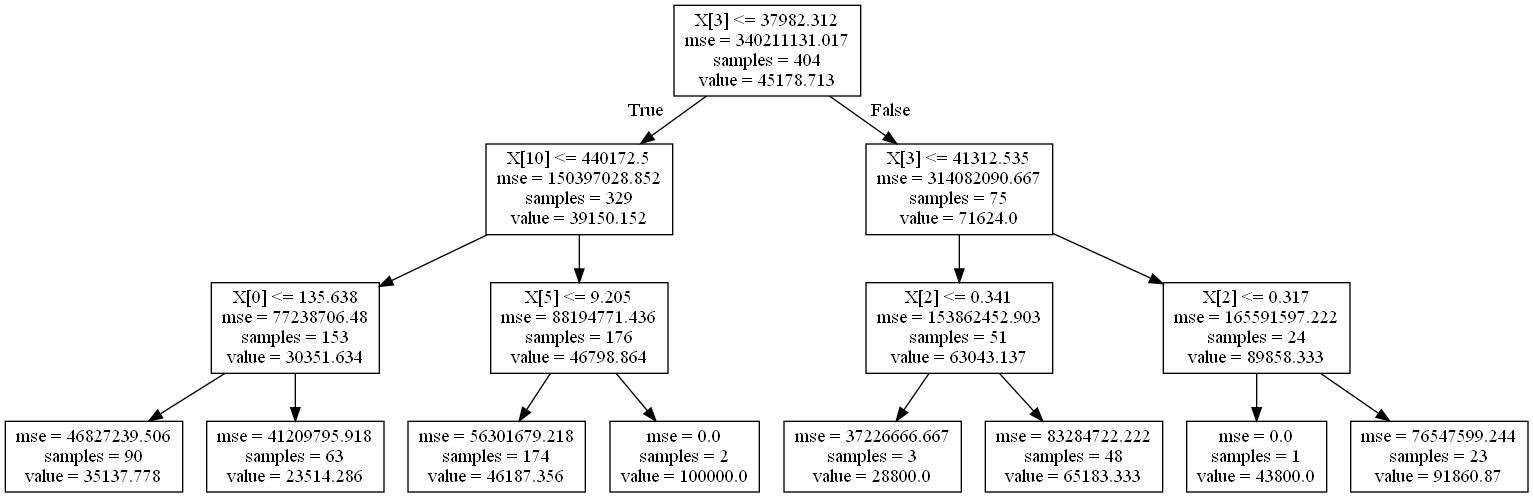 X[3] <= 37982.312
mse = 340211131.017
samples = 404
value = 45178.713
True
False
X[10] <= 440172.5
mse = 150397028.852
samples = 329
value = 39150.152
X[3] <= 41312.535
mse = 314082090.667
samples = 75
value = 71624.0
X[0] <= 135.638
mse = 77238706.48
samples = 153
value = 30351.634
X[5] <= 9.205
mse = 88194771.436
samples = 176
value = 46798.864
X[2] <= 0.341
mse = 153862452.903
samples = 51
value = 63043.137
X[2] <= 0.317
mse = 165591597.222
samples = 24
value = 89858.333
mse = 46827239.506
samples = 90
value = 35137.778
mse = 41209795.918
samples = 63
value = 23514.286
mse = 56301679.218
samples = 174
value = 46187.356
mse = 0.0
samples = 2
value = 100000.0
mse = 37226666.667
samples = 3
value = 28800.0
mse = 83284722.222
samples = 48
value = 65183.333
mse = 0.0
samples = 1
value = 43800.0
mse = 76547599.244
samples = 23
value = 91860.87